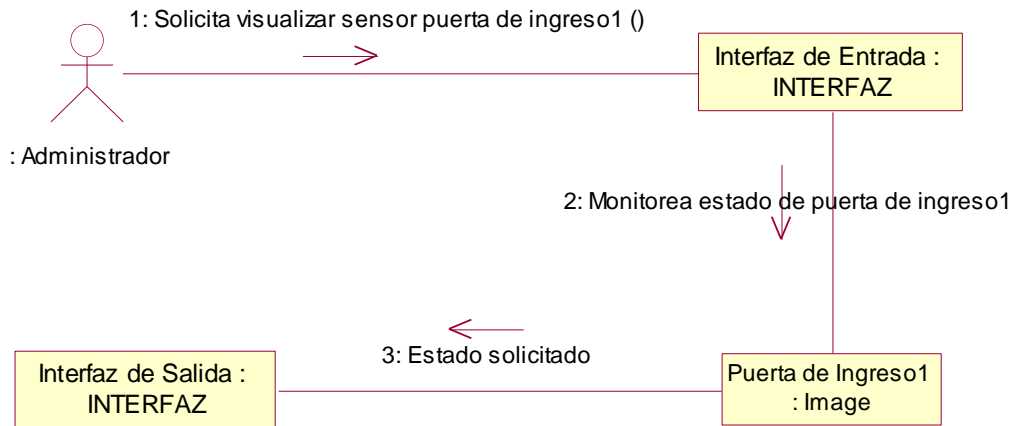 1: Solicita visualizar sensor puerta de ingreso1 ()
Interfaz de Entrada :
INTERFAZ
: Administrador
2: Monitorea estado de puerta de ingreso1
3: Estado solicitado
Interfaz de Salida :
INTERFAZ
Puerta de Ingreso1
: Image